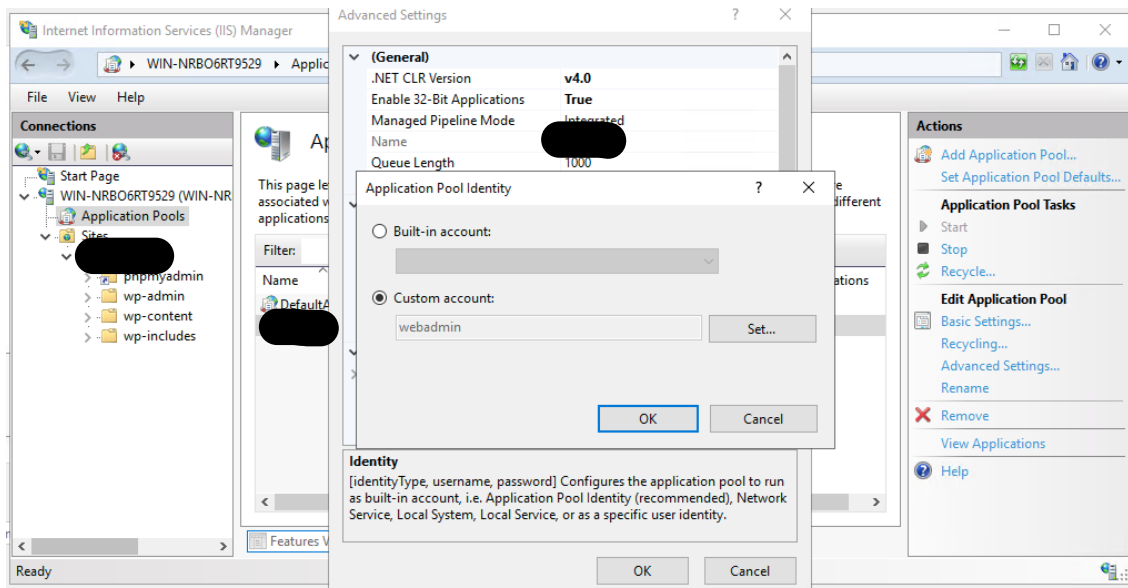 Advanced Settings ? ×
Internet Information Services (IIS) Manager
WIN-NRBO6RT9529 Applic
File View Help
Connections
Start Page
WIN-NRBO6RT9529 (WIN-NR
Application Pools
Sites
phpmyadmin
wp-admin
wp-content
wp-includes
Ap
This page le
associated w
applications
Filter:
Name
DefaultA
(General)
.NET CLR Version v4.0
Enable 32-Bit Applications True
Managed Pipeline Mode Integrated
Name
Queue Length 1000
Application Pool Identity ? ×
Built-in account:
Custom account:
webadmin
Set...
OK Cancel
re
different
ations
Identity
[identityType, username, password] Configures the application pool to run
as built-in account, i.e. Application Pool Identity (recommended), Network
Service, Local System, Local Service, or as a specific user identity.
OK Cancel
Features V
Ready
Actions
Add Application Pool...
Set Application Pool Defaults...
Application Pool Tasks
Start
Stop
Recycle...
Edit Application Pool
Basic Settings...
Recycling...
Advanced Settings...
Rename
Remove
View Applications
Help